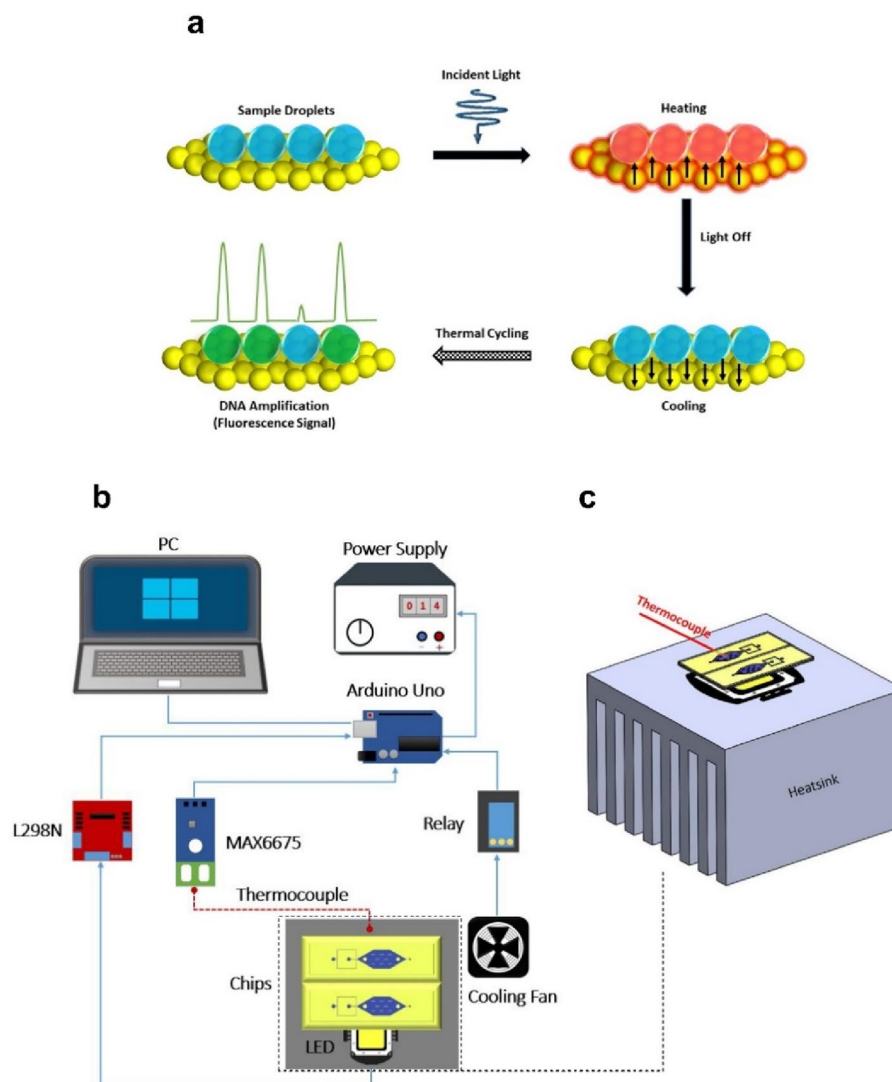 a
Incident Light
Sample Droplets
Heating
Light Off
Thermal Cycling
DNA Amplification
(Fluorescence Signal)
Cooling
b
c
PC
Power Supply
0 1 4
- +
Arduino Uno
Thermocouple
Heatsink
L298N
MAX6675
Relay
Thermocouple
Chips
Cooling Fan
LED